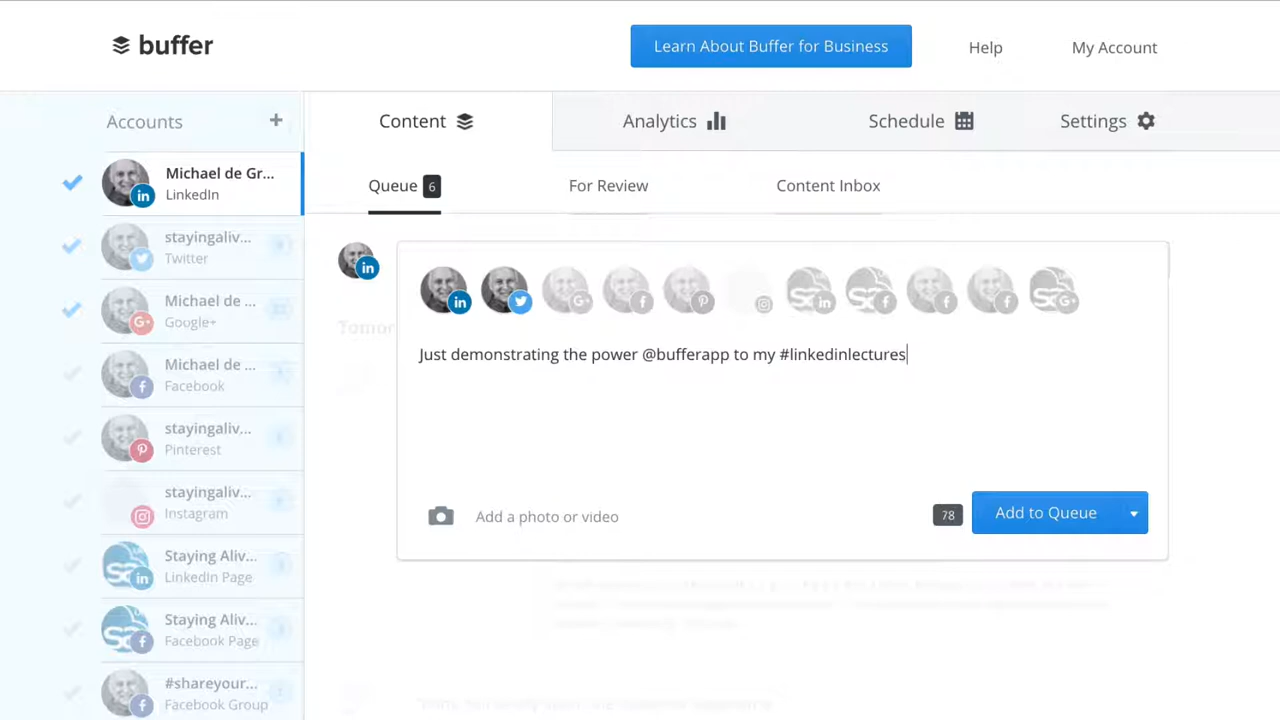 buffer
Learn About Buffer for Business
Help
My Account
Accounts +
Content
Analytics
Schedule
Settings
Queue 6
For Review
Content Inbox
Michael de Gr...
LinkedIn
stayingaliv...
Twitter
Michael de ...
Google+
Michael de ...
Facebook
stayingaliv...
Pinterest
stayingaliv...
Instagram
Staying Aliv...
LinkedIn Page
Staying Aliv...
Facebook Page
#shareyour...
Facebook Group
Tomor
Just demonstrating the power @bufferapp to my #linkedinlectures
Add a photo or video
78
Add to Queue